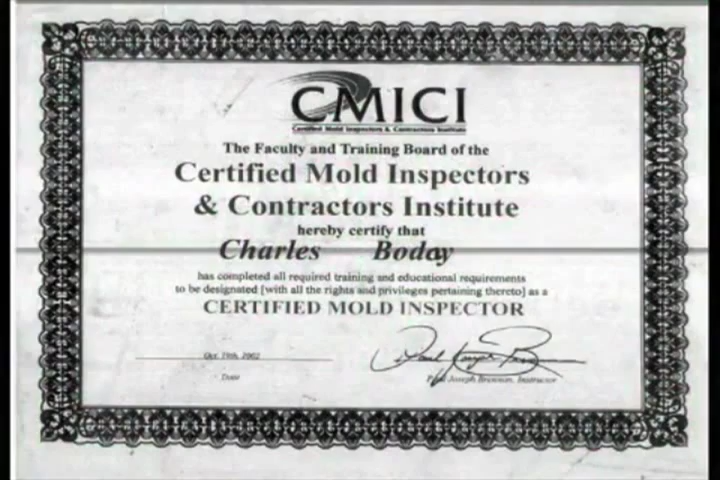 CMICI
Certified Mold Inspectors & Contractors Institute
The Faculty and Training Board of the
Certified Mold Inspectors
& Contractors Institute
hereby certify that
Charles Boday
has completed all required training and educational requirements
to be designated [with all the rights and privileges pertaining thereto] as a
CERTIFIED MOLD INSPECTOR
2002
Date
Joseph Instructor